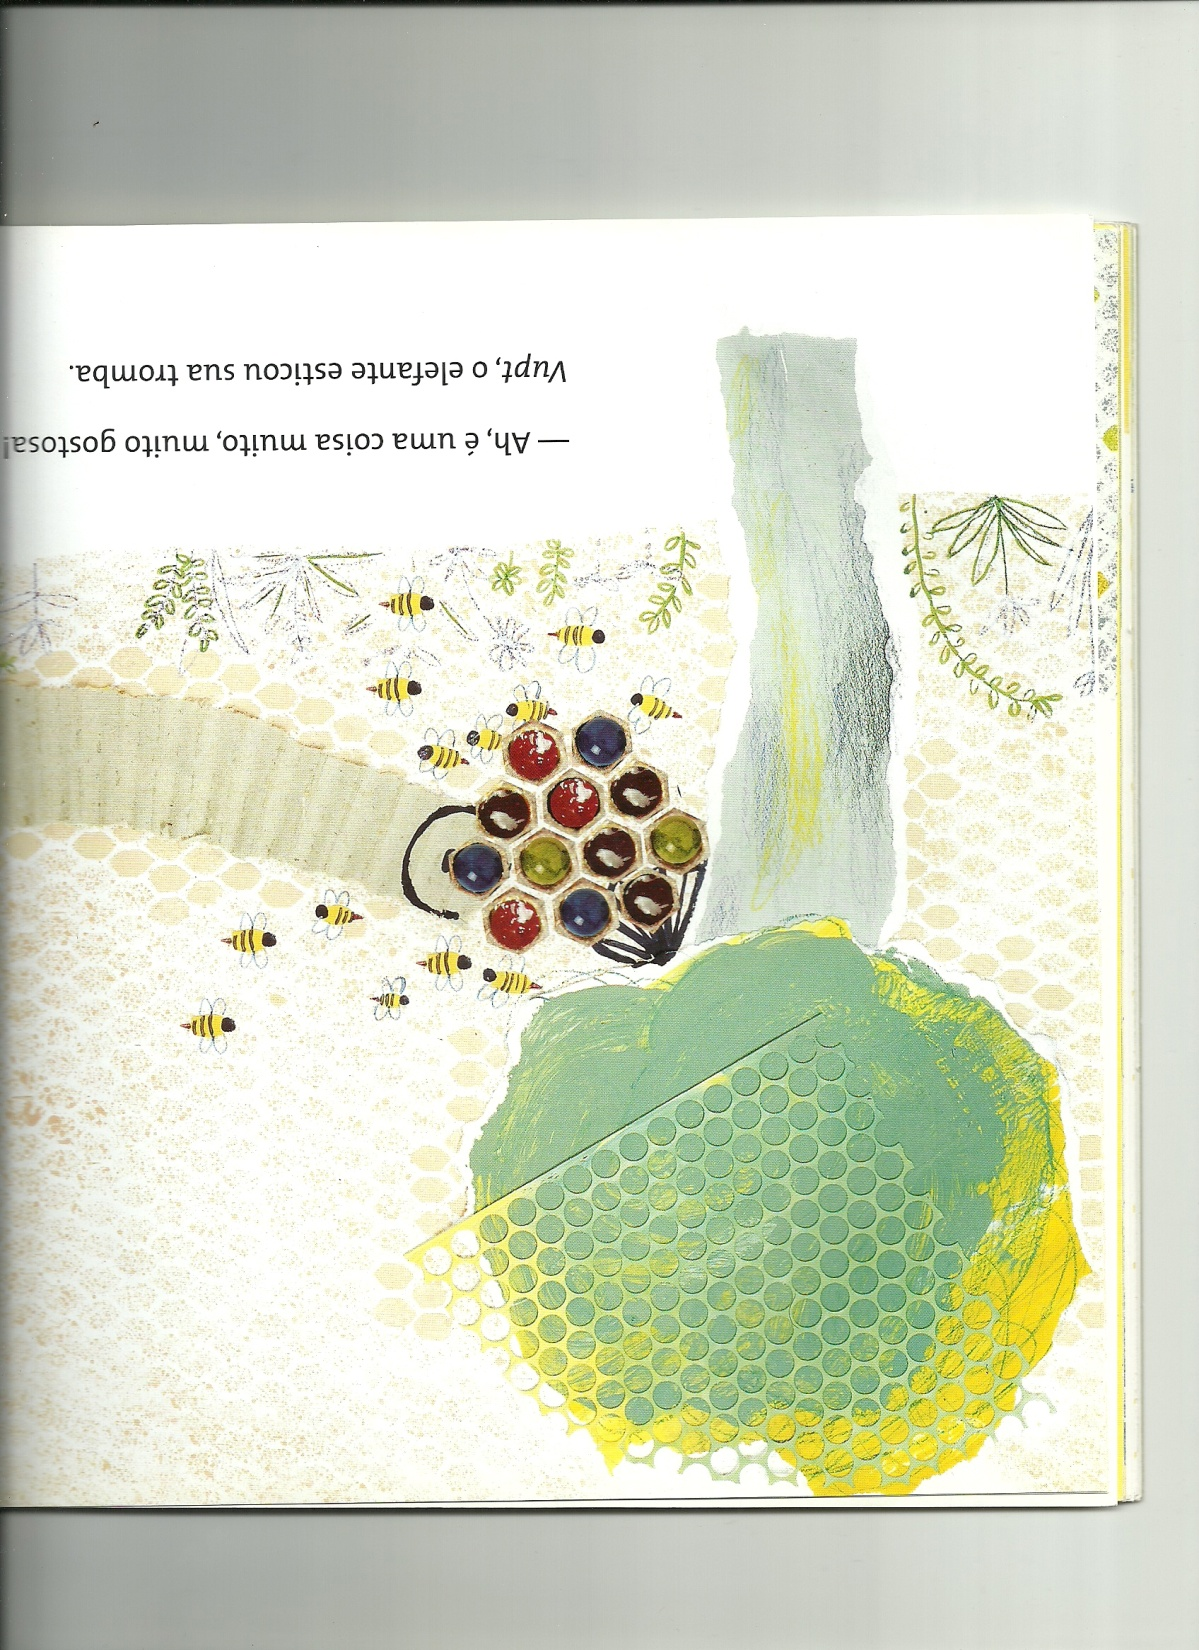 — Ah, é uma coisa muito, muito gostosa!
Vupt, o elefante esticou sua tromba.